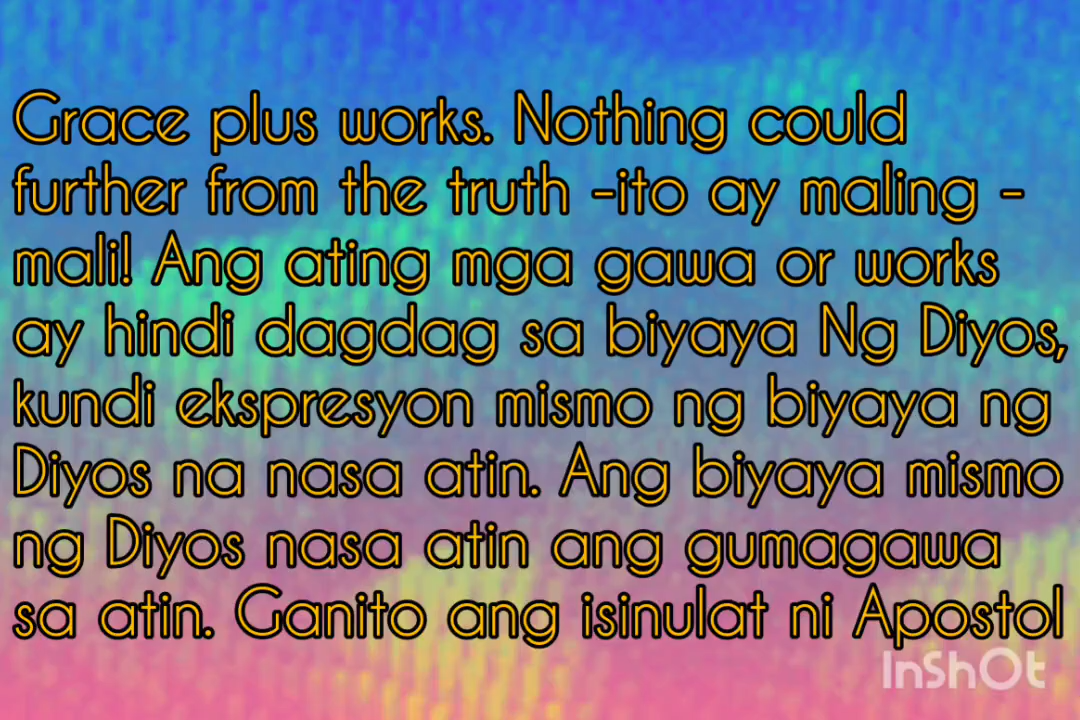 Grace plus works. Nothing could
further from the truth -ito ay maling -
mali! Ang ating mga gawa or works
ay hindi dagdag sa biyaya Ng Diyos,
kundi ekspresyon mismo ng biyaya ng
Diyos na nasa atin. Ang biyaya mismo
ng Diyos nasa atin ang gumagawa
sa atin. Ganito ang isinulat ni Apostol
InShOt